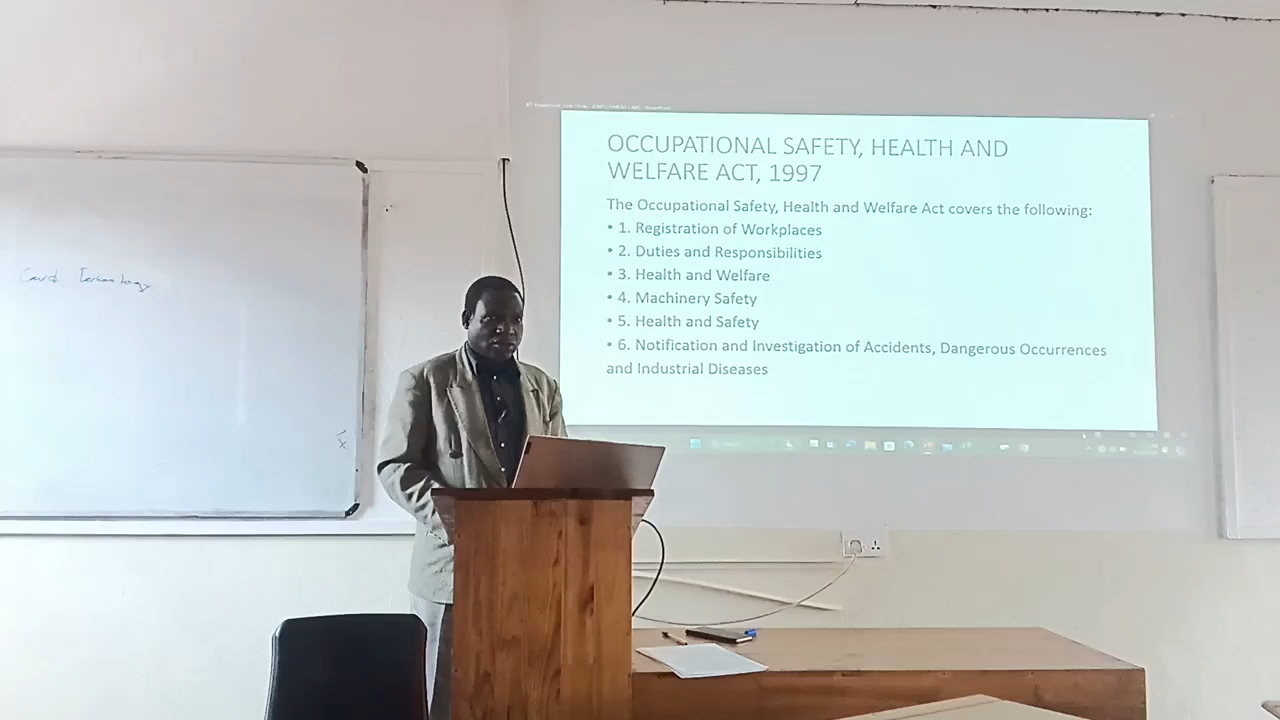 OCCUPATIONAL SAFETY, HEALTH AND
WELFARE ACT, 1997
The Occupational Safety, Health and Welfare Act covers the following:
• 1. Registration of Workplaces
• 2. Duties and Responsibilities
• 3. Health and Welfare
• 4. Machinery Safety
• 5. Health and Safety
• 6. Notification and Investigation of Accidents, Dangerous Occurrences
and Industrial Diseases